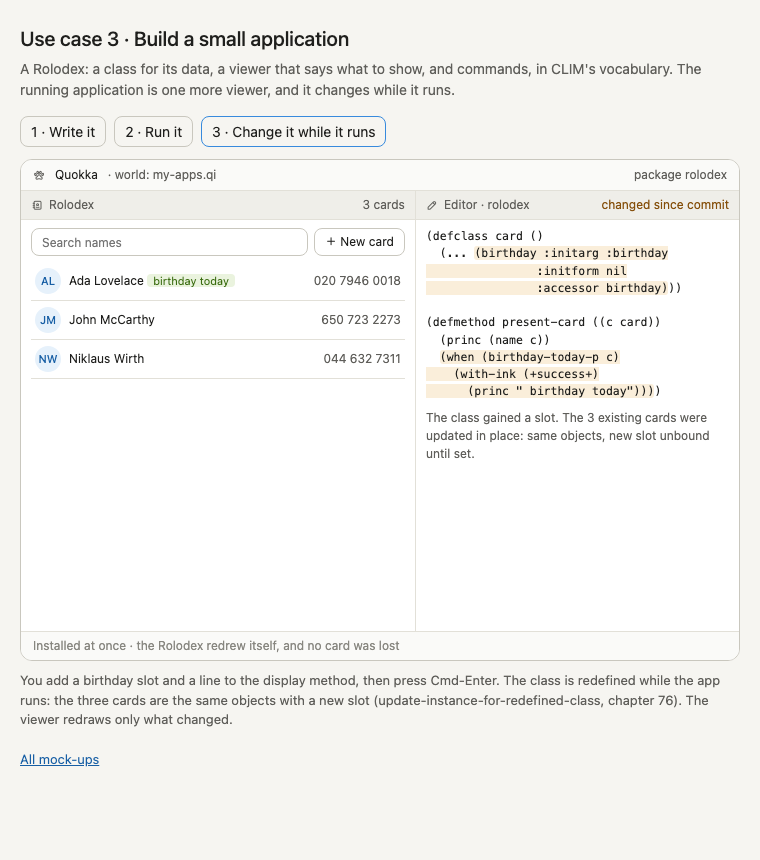 Use case 3 · Build a small application
A Rolodex: a class for its data, a viewer that says what to show, and commands, in CLIM's vocabulary. The
running application is one more viewer, and it changes while it runs.
1 · Write it
2 · Run it
3 · Change it while it runs
Quokka · world: my-apps.qi
package rolodex
Rolodex
3 cards
Editor · rolodex
changed since commit
Search names
+ New card
AL Ada Lovelace birthday today 020 7946 0018
JM John McCarthy 650 723 2273
NW Niklaus Wirth 044 632 7311
(defclass card ()
  (... (birthday :initarg :birthday
                 :initform nil
                 :accessor birthday)))
(defmethod present-card ((c card))
  (princ (name c))
  (when (birthday-today-p c)
    (with-ink (+success+)
      (princ " birthday today"))))
The class gained a slot. The 3 existing cards were
updated in place: same objects, new slot unbound
until set.
Installed at once · the Rolodex redrew itself, and no card was lost
You add a birthday slot and a line to the display method, then press Cmd-Enter. The class is redefined while the app
runs: the three cards are the same objects with a new slot (update-instance-for-redefined-class, chapter 76). The
viewer redraws only what changed.
All mock-ups